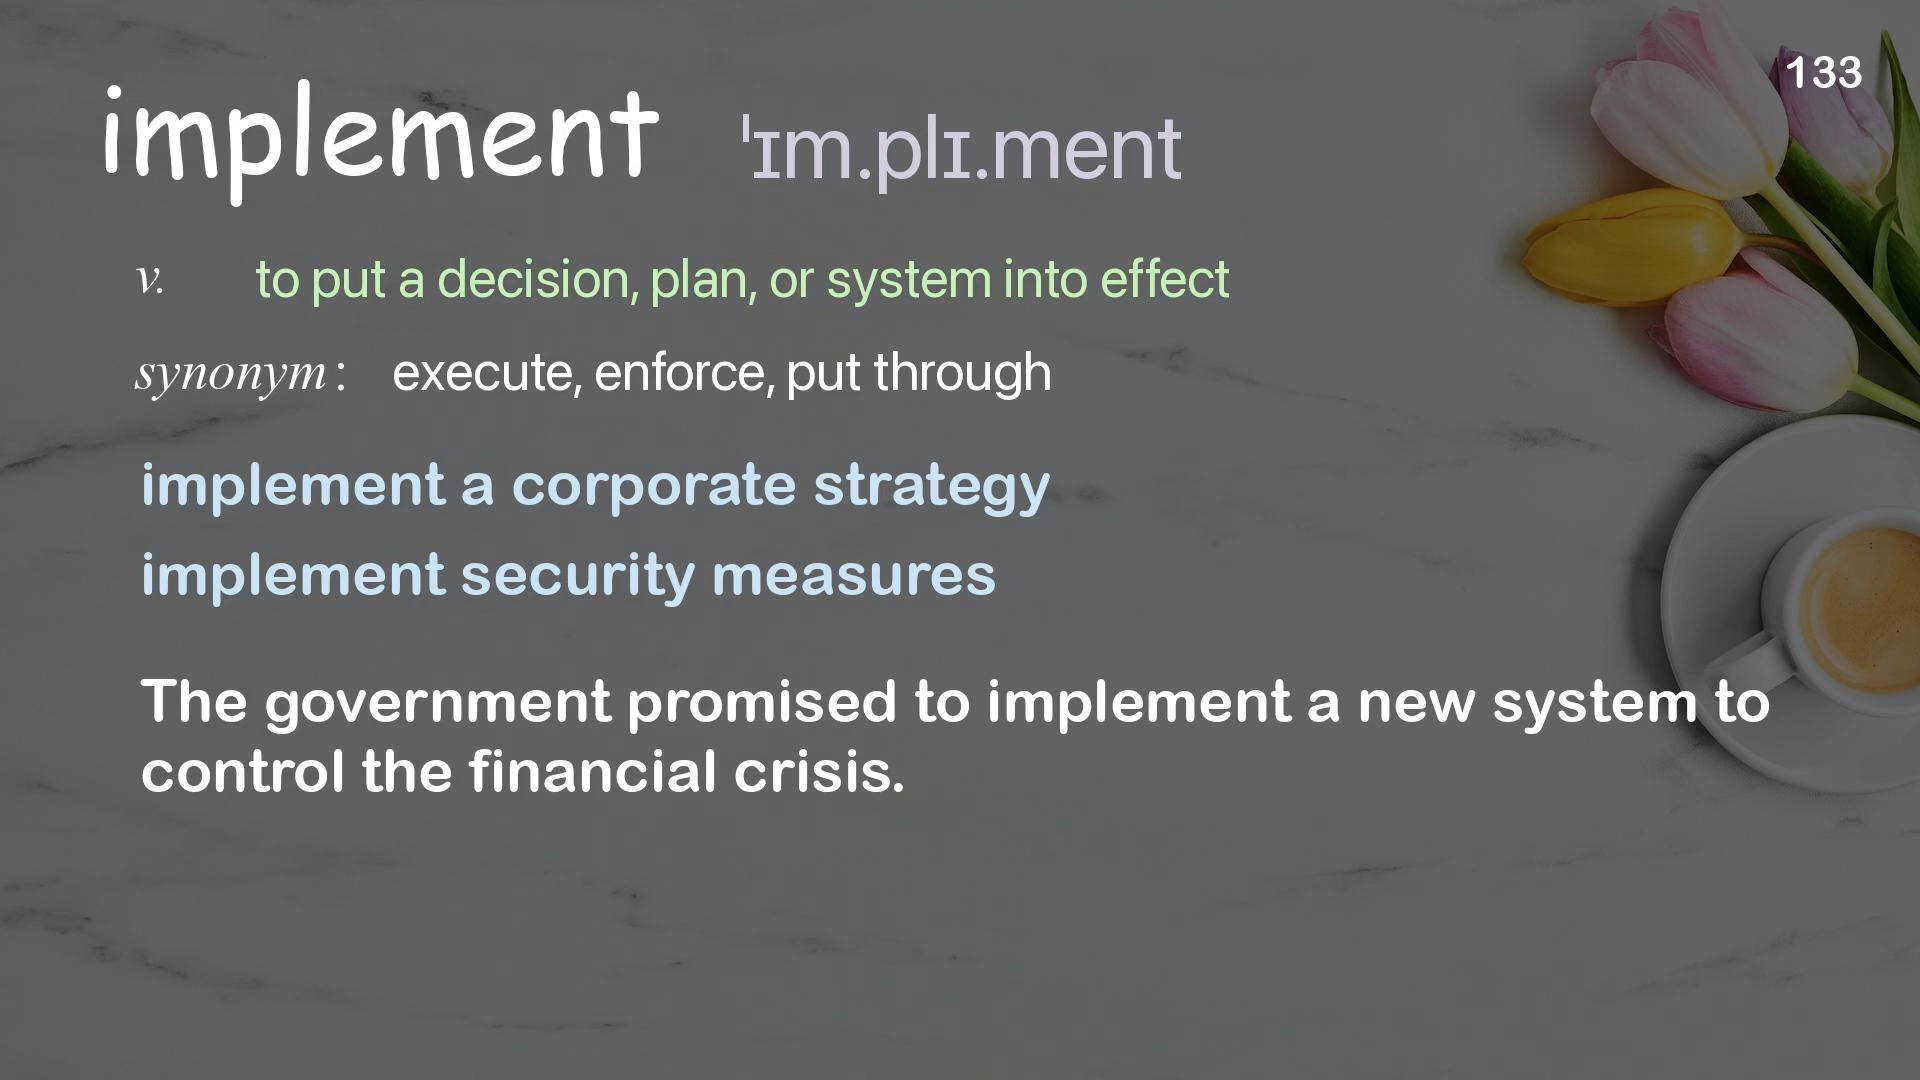 133
implement ˈɪm.plɪ.ment
v. to put a decision, plan, or system into effect
synonym : execute, enforce, put through
implement a corporate strategy
implement security measures
The government promised to implement a new system to
control the financial crisis.